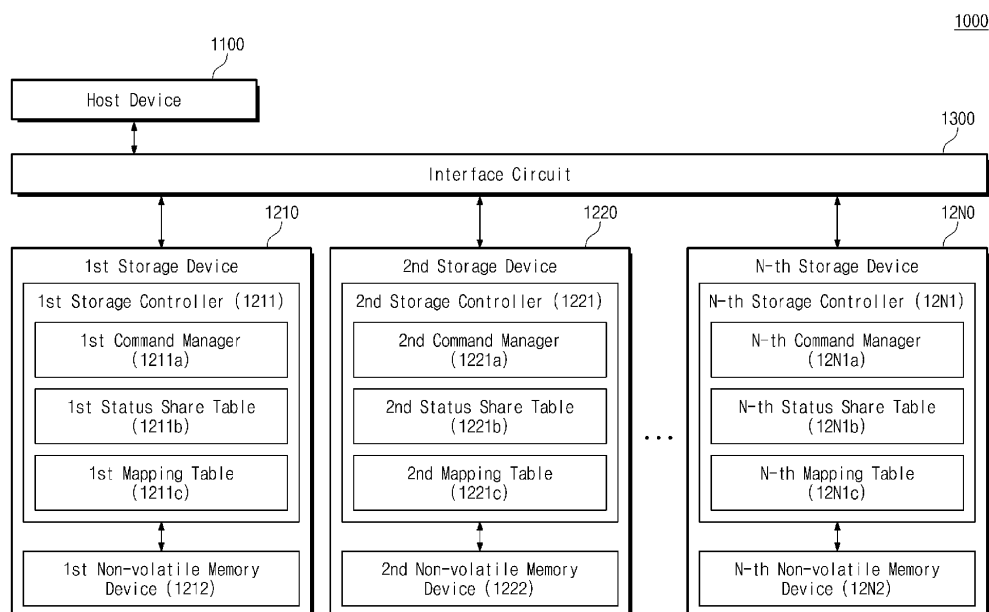 1000
1100
Host Device
1300
Interface Circuit
1210
1220
12N0
1st Storage Device
1st Storage Controller (1211)
1st Command Manager
(1211a)
1st Status Share Table
(1211b)
1st Mapping Table
(1211c)
1st Non-volatile Memory
Device (1212)
2nd Storage Device
2nd Storage Controller (1221)
2nd Command Manager
(1221a)
2nd Status Share Table
(1221b)
2nd Mapping Table
(1221c)
2nd Non-volatile Memory
Device (1222)
...
N-th Storage Device
N-th Storage Controller (12N1)
N-th Command Manager
(12N1a)
N-th Status Share Table
(12N1b)
N-th Mapping Table
(12N1c)
N-th Non-volatile Memory
Device (12N2)